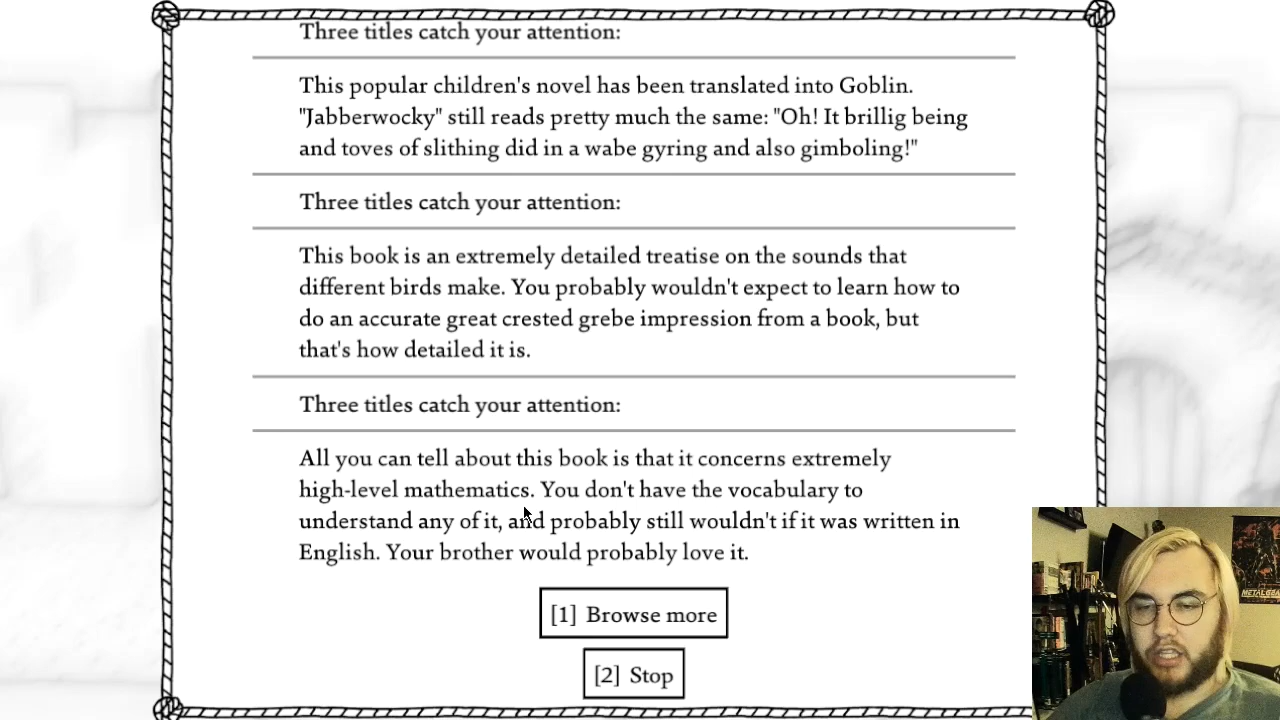 Three titles catch your attention:
This popular children's novel has been translated into Goblin.
"Jabberwocky" still reads pretty much the same: "Oh! It brillig being
and toves of slithing did in a wabe gyring and also gimboling!"
Three titles catch your attention:
This book is an extremely detailed treatise on the sounds that
different birds make. You probably wouldn't expect to learn how to
do an accurate great crested grebe impression from a book, but
that's how detailed it is.
Three titles catch your attention:
All you can tell about this book is that it concerns extremely
high-level mathematics. You don't have the vocabulary to
understand any of it, and probably still wouldn't if it was written in
English. Your brother would probably love it.
[1] Browse more
[2] Stop